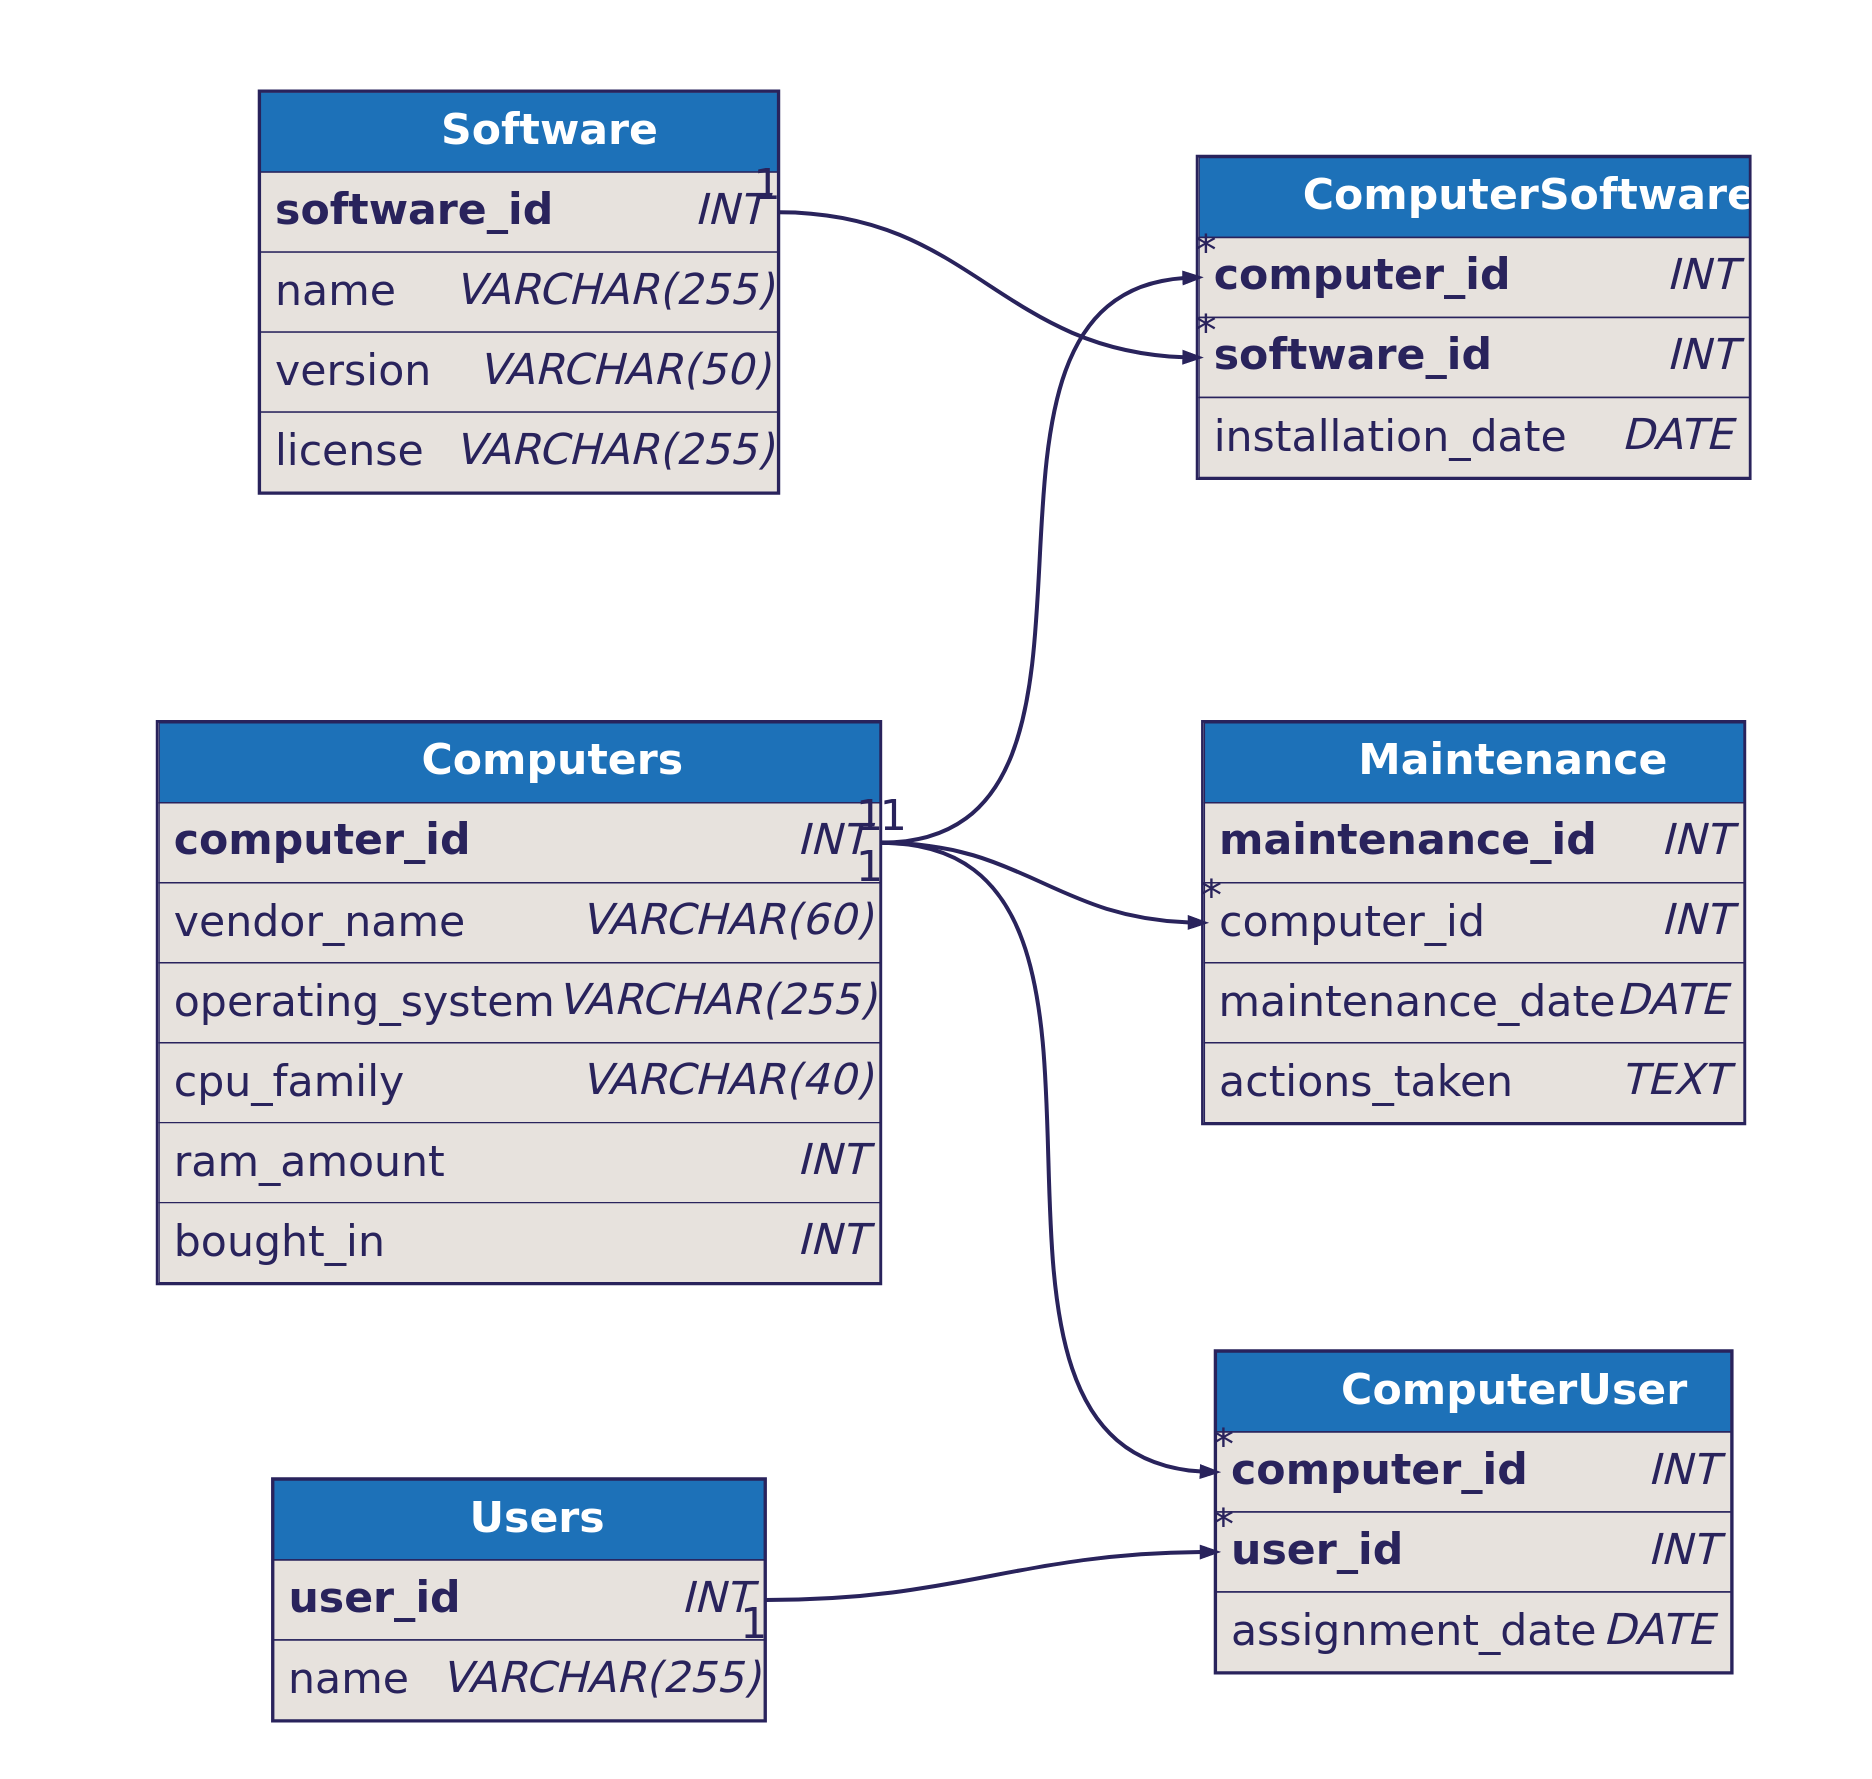 Software
software_id INT
1
name VARCHAR(255)
version VARCHAR(50)
license VARCHAR(255)
ComputerSoftware
*
computer_id INT
*
software_id INT
installation_date DATE
Computers
11
computer_id INT
1
vendor_name VARCHAR(60)
operating_system VARCHAR(255)
cpu_family VARCHAR(40)
ram_amount INT
bought_in INT
Maintenance
maintenance_id INT
*
computer_id INT
maintenance_date DATE
actions_taken TEXT
ComputerUser
*
computer_id INT
*
user_id INT
assignment_date DATE
Users
user_id INT
1
name VARCHAR(255)